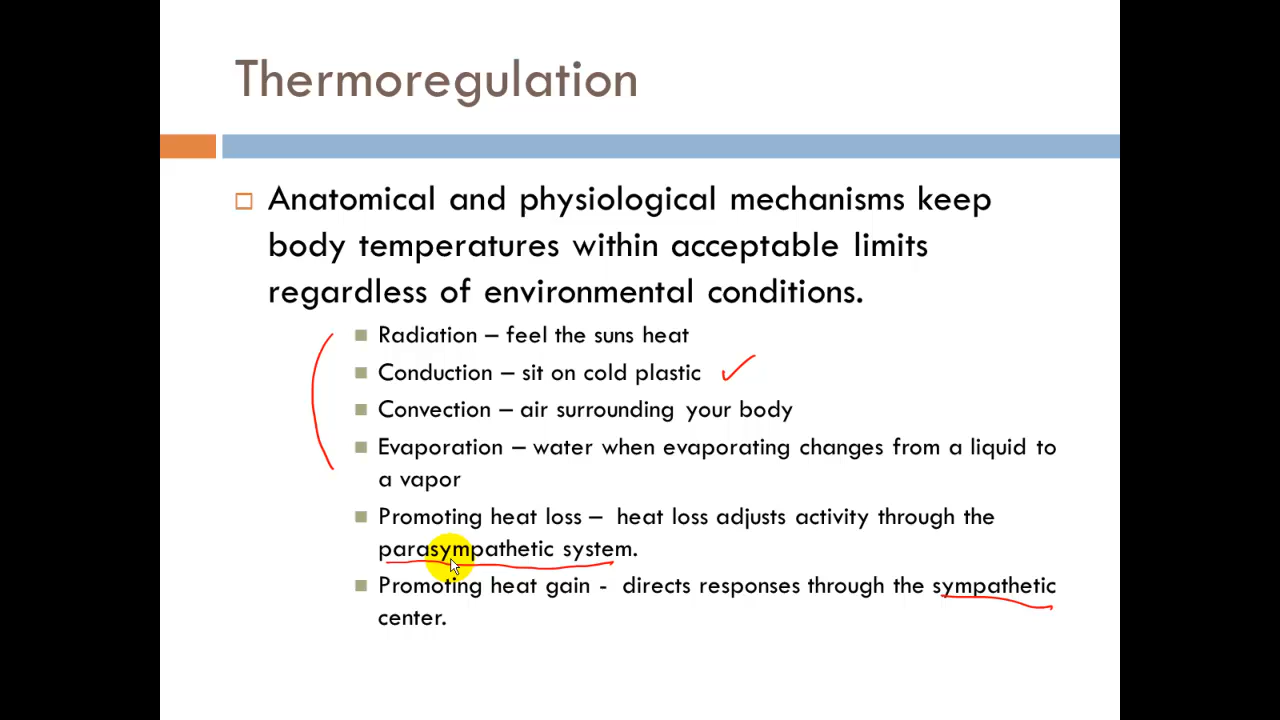 Thermoregulation
Anatomical and physiological mechanisms keep
body temperatures within acceptable limits
regardless of environmental conditions.
Radiation – feel the suns heat
Conduction – sit on cold plastic
Convection – air surrounding your body
Evaporation – water when evaporating changes from a liquid to
a vapor
Promoting heat loss – heat loss adjusts activity through the
parasympathetic system.
Promoting heat gain - directs responses through the sympathetic
center.